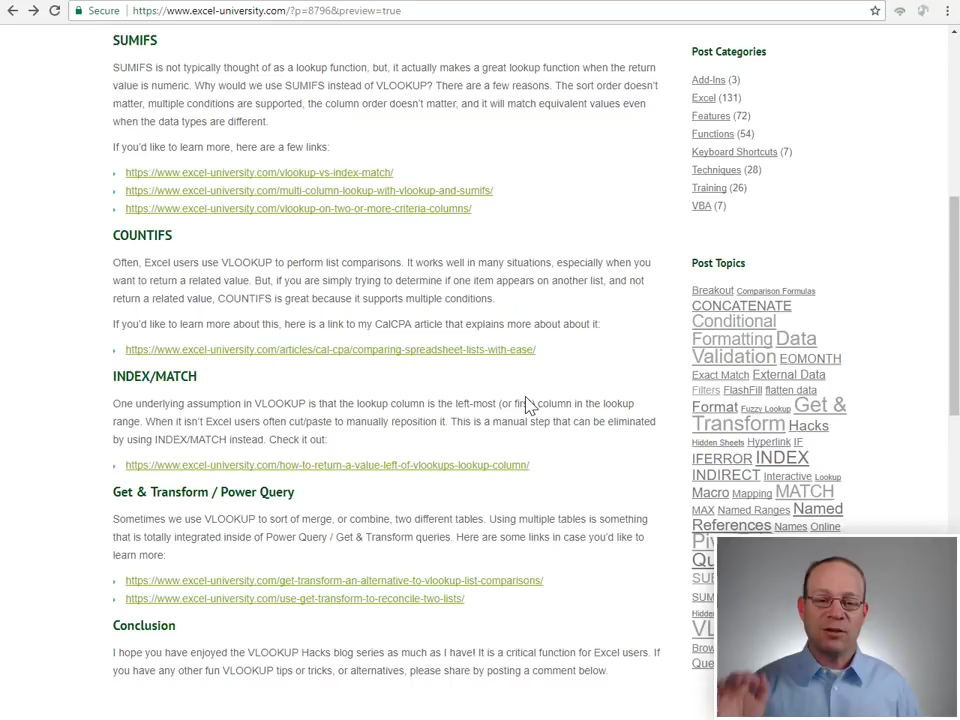 Secure
https://www.excel-university.com/?p=8796&preview=true
SUMIFS
SUMIFS is not typically thought of as a lookup function, but, it actually makes a great lookup function when the return
value is numeric. Why would we use SUMIFS instead of VLOOKUP? There are a few reasons. The sort order doesn't
matter, multiple conditions are supported, the column order doesn't matter, and it will match equivalent values even
when the data types are different.
If you'd like to learn more, here are a few links:
https://www.excel-university.com/vlookup-vs-index-match/
https://www.excel-university.com/multi-column-lookup-with-vlookup-and-sumifs/
https://www.excel-university.com/vlookup-on-two-or-more-criteria-columns/
COUNTIFS
Often, Excel users use VLOOKUP to perform list comparisons. It works well in many situations, especially when you
want to return a related value. But, if you are simply trying to determine if one item appears on another list, and not
return a related value, COUNTIFS is great because it supports multiple conditions.
If you'd like to learn more about this, here is a link to my CalCPA article that explains more about about it:
https://www.excel-university.com/articles/cal-cpa/comparing-spreadsheet-lists-with-ease/
INDEX/MATCH
One underlying assumption in VLOOKUP is that the lookup column is the left-most (or first column in the lookup
range. When it isn't Excel users often cut/paste to manually reposition it. This is a manual step that can be eliminated
by using INDEX/MATCH instead. Check it out:
https://www.excel-university.com/how-to-return-a-value-left-of-vlookups-lookup-column/
Get & Transform / Power Query
Sometimes we use VLOOKUP to sort of merge, or combine, two different tables. Using multiple tables is something
that is totally integrated inside of Power Query / Get & Transform queries. Here are some links in case you'd like to
learn more:
https://www.excel-university.com/get-transform-an-alternative-to-vlookup-list-comparisons/
https://www.excel-university.com/use-get-transform-to-reconcile-two-lists/
Conclusion
I hope you have enjoyed the VLOOKUP Hacks blog series as much as I have! It is a critical function for Excel users. If
you have any other fun VLOOKUP tips or tricks, or alternatives, please share by posting a comment below.
Post Categories
Add-Ins (3)
Excel (131)
Features (72)
Functions (54)
Keyboard Shortcuts (7)
Techniques (28)
Training (26)
VBA (7)
Post Topics
Breakout Comparison Formulas
CONCATENATE
Conditional
Formatting Data
Validation EOMONTH
Exact Match External Data
Filters FlashFill flatten data
Format Fuzzy Lookup Get &
Transform Hacks
Hidden Sheets Hyperlink IF
IFERROR INDEX
INDIRECT Interactive Lookup
Macro Mapping MATCH
MAX Named Ranges Named
References Names Online
Hidden